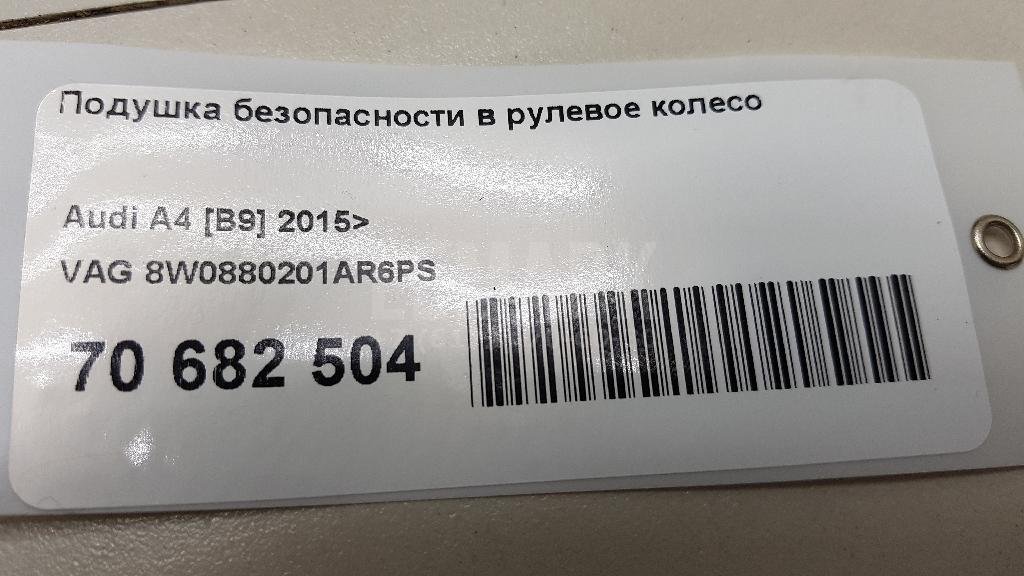 Подушка безопасности в рулевое колесо
Audi A4 [B9] 2015>
VAG 8W0880201AR6PS
70 682 504